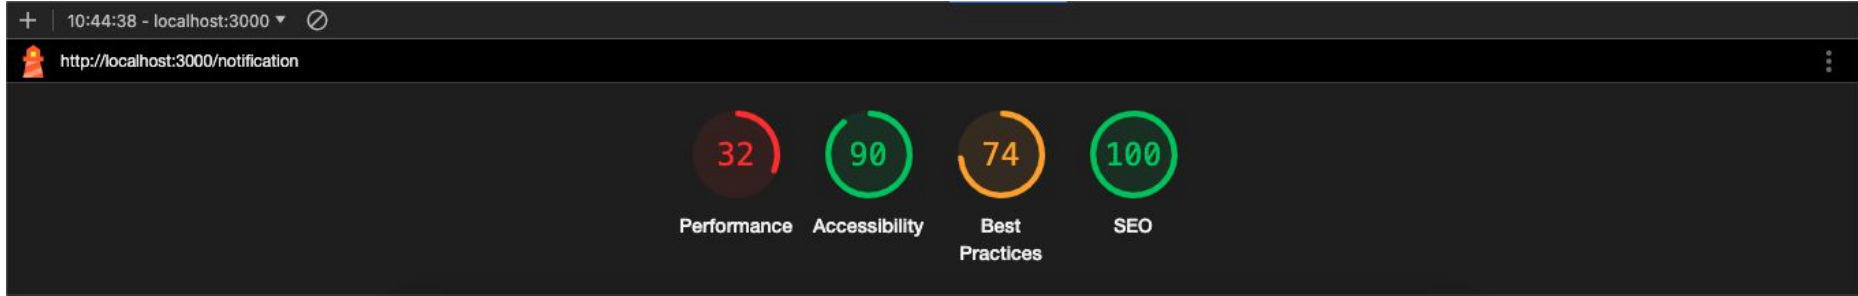 10:44:38 - localhost:3000
http://localhost:3000/notification
32 90 74 100
Performance Accessibility Best Practices SEO